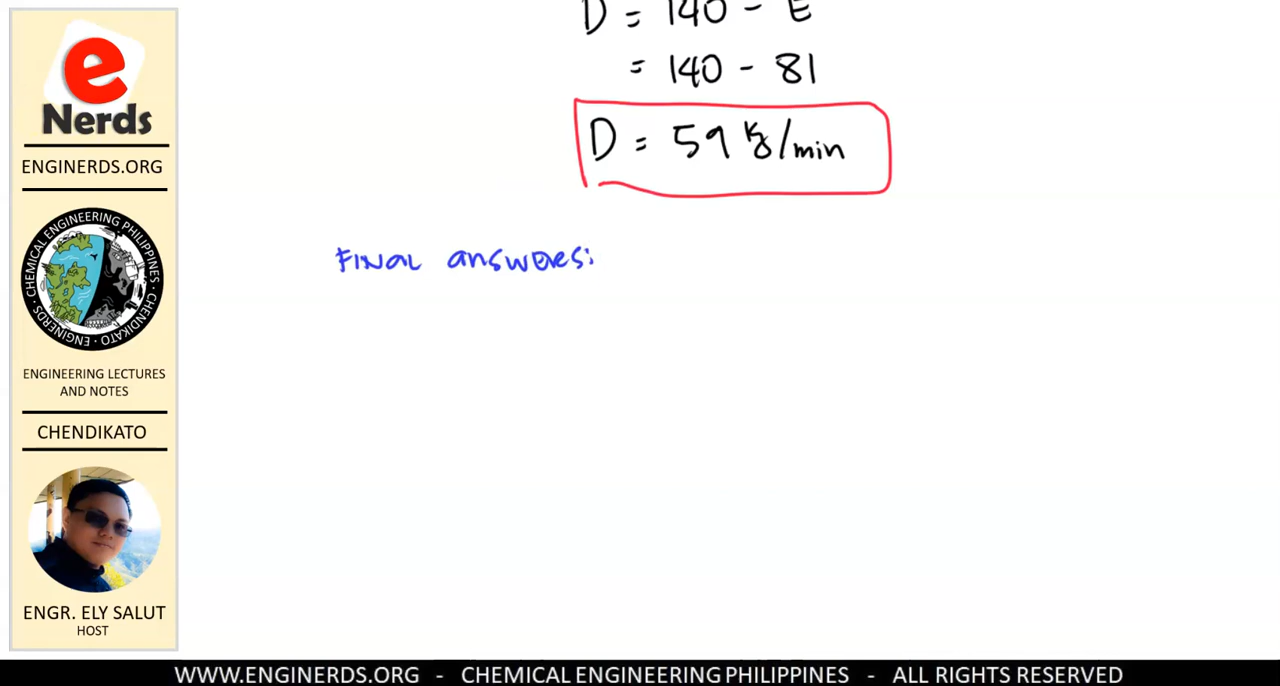 D = 140 - E
= 140 - 81
D = 59 kg/min
FINAL answers:
e
Nerds
ENGINERDS.ORG
CHEMICAL ENGINEERING PHILIPPINES · CHENDIKATO · ENGINERDS ·
ENGINEERING LECTURES
AND NOTES
CHENDIKATO
ENGR. ELY SALUT
HOST
WWW.ENGINERDS.ORG - CHEMICAL ENGINEERING PHILIPPINES - ALL RIGHTS RESERVED